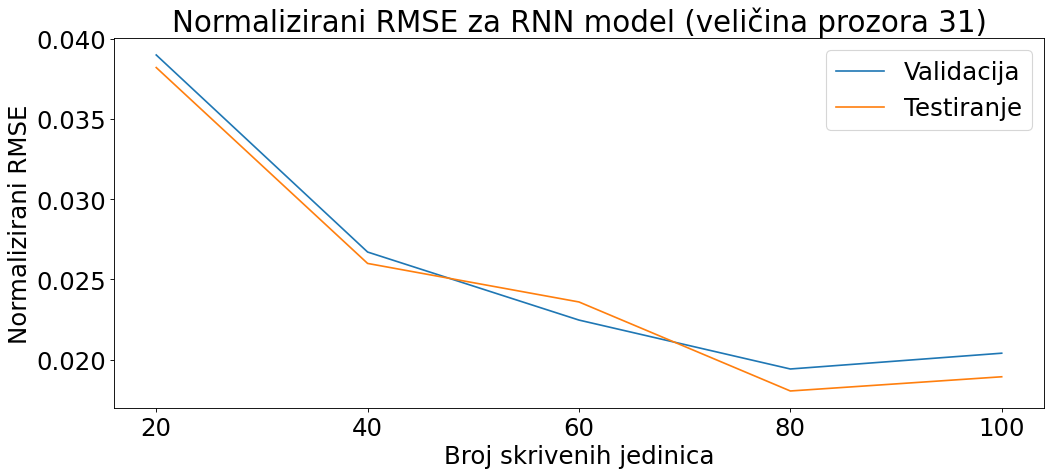 Normalizirani RMSE za RNN model (veličina prozora 31)
Validacija
Testiranje
Normalizirani RMSE
0.040
0.035
0.030
0.025
0.020
20 40 60 80 100
Broj skrivenih jedinica